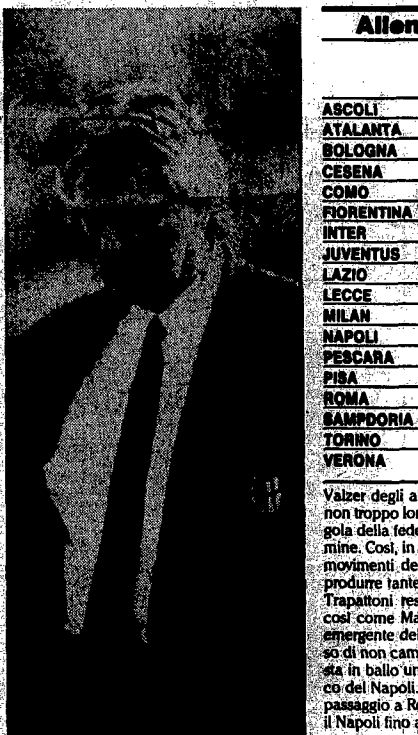 Allen
ASCOLI
ATALANTA
BOLOGNA
CESENA
COMO
FIORENTINA
INTER
JUVENTUS
LAZIO
LECCE
MILAN
NAPOLI
PESCARA
PISA
ROMA
SAMPDORIA
TORINO
VERONA
Valzer degli a
non troppo lon
gola della fede
mine. Così, in
movimenti de
produrre tante
Trapattoni res
così come Ma
emergente de
so di non cam
sta in ballo un
co del Napoli.
passaggio a Ro
il Napoli fino a